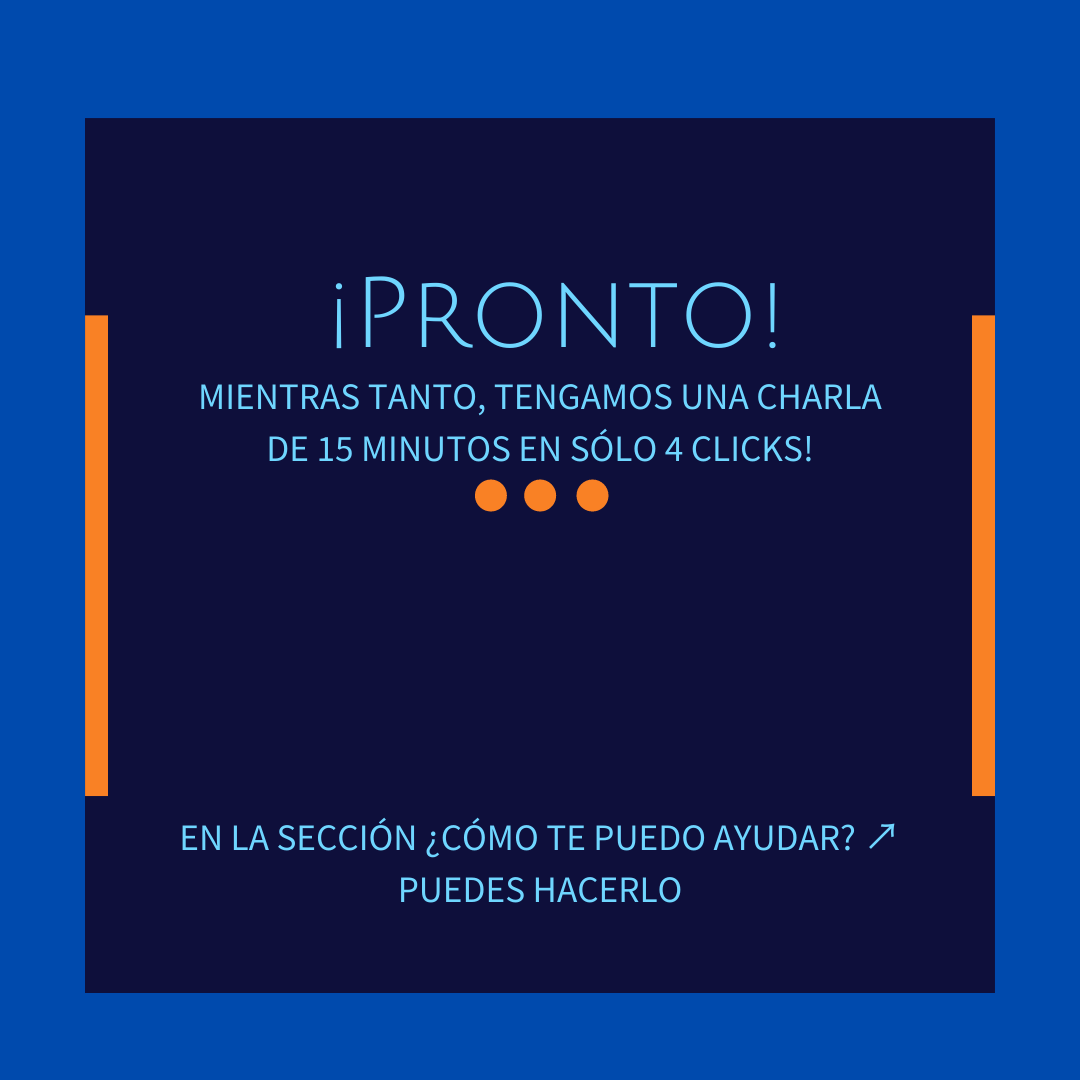 ¡PRONTO!
MIENTRAS TANTO, TENGAMOS UNA CHARLA
DE 15 MINUTOS EN SÓLO 4 CLICKS!
EN LA SECCIÓN ¿CÓMO TE PUEDO AYUDAR? ↗
PUEDES HACERLO